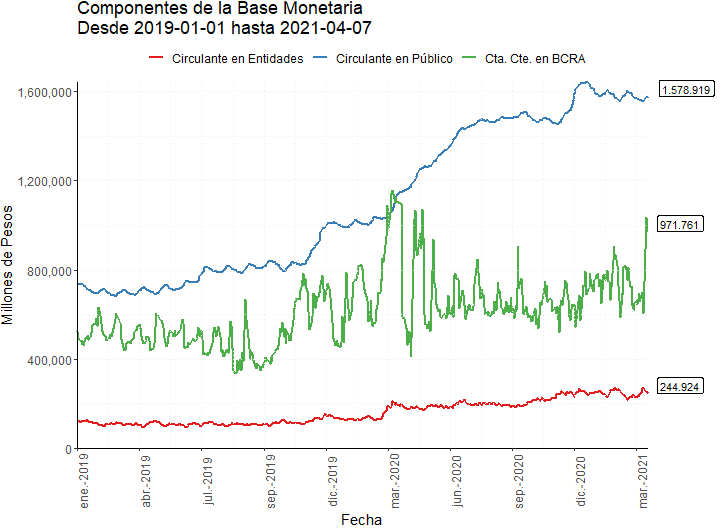 Componentes de la Base Monetaria
Desde 2019-01-01 hasta 2021-04-07
Circulante en Entidades
Circulante en Público
Cta. Cte. en BCRA
Millones de Pesos
1,600,000
1,200,000
800,000
400,000
0
1.578.919
971.761
244.924
ene.-2019
abr.-2019
jul.-2019
sep.-2019
dic.-2019
mar.-2020
jun.-2020
sep.-2020
dic.-2020
mar.-2021
Fecha